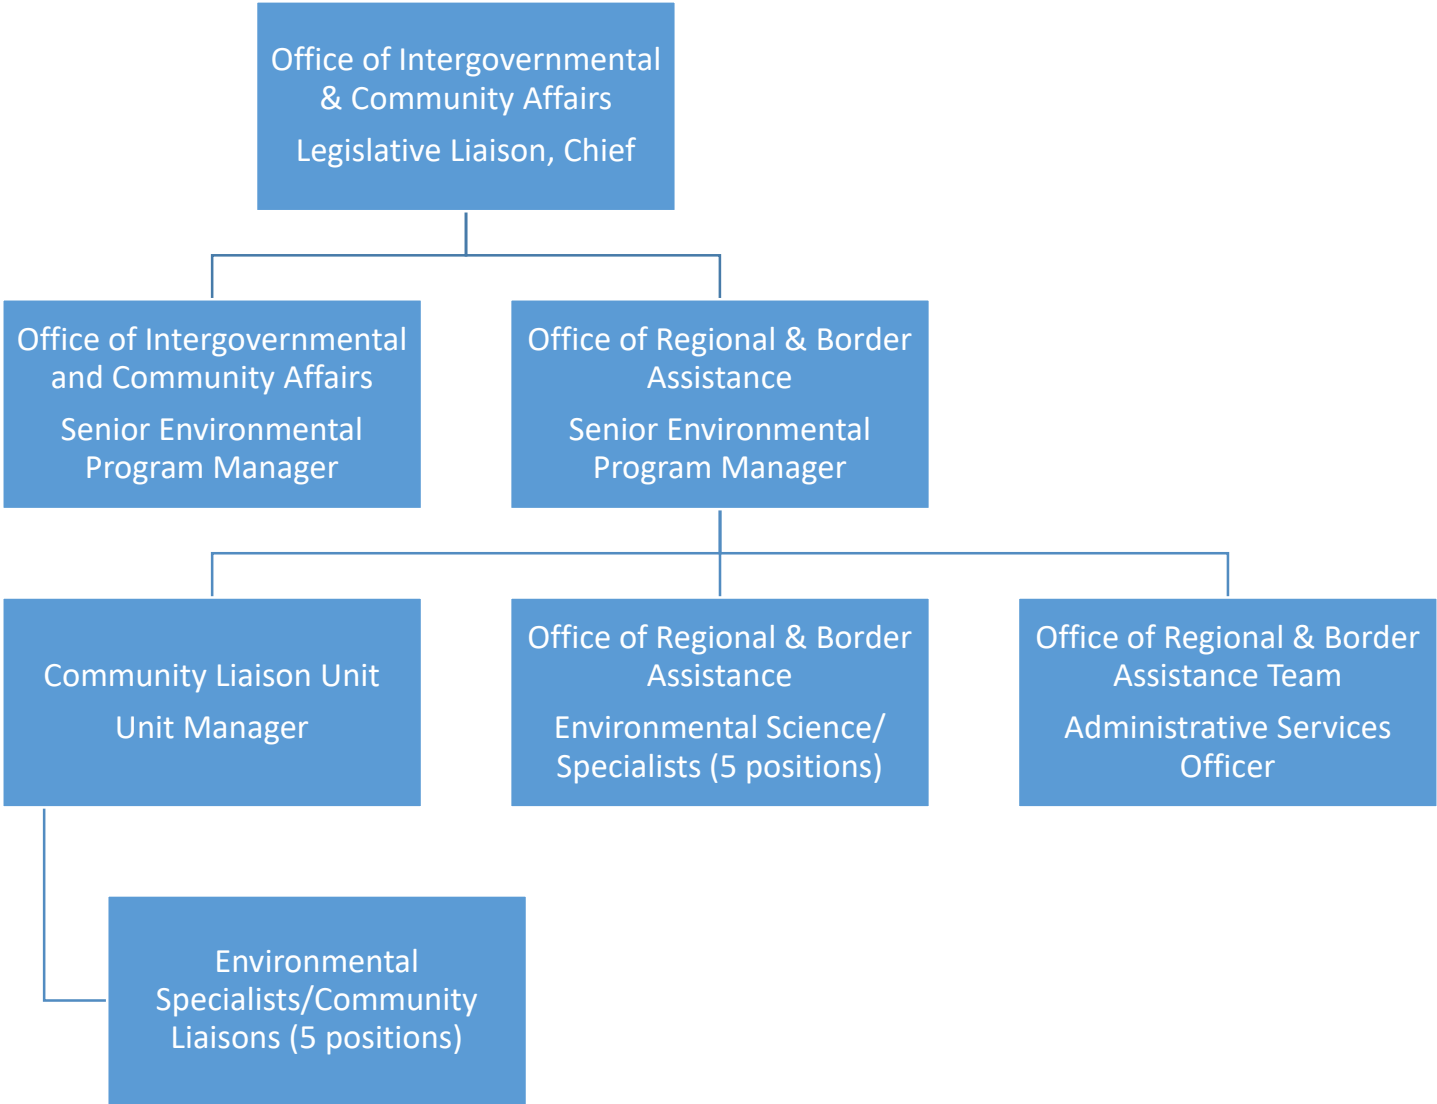 Office of Intergovernmental
& Community Affairs
Legislative Liaison, Chief
Office of Intergovernmental
and Community Affairs
Senior Environmental
Program Manager
Office of Regional & Border
Assistance
Senior Environmental
Program Manager
Community Liaison Unit
Unit Manager
Office of Regional & Border
Assistance
Environmental Science/
Specialists (5 positions)
Office of Regional & Border
Assistance Team
Administrative Services
Officer
Environmental
Specialists/Community
Liaisons (5 positions)